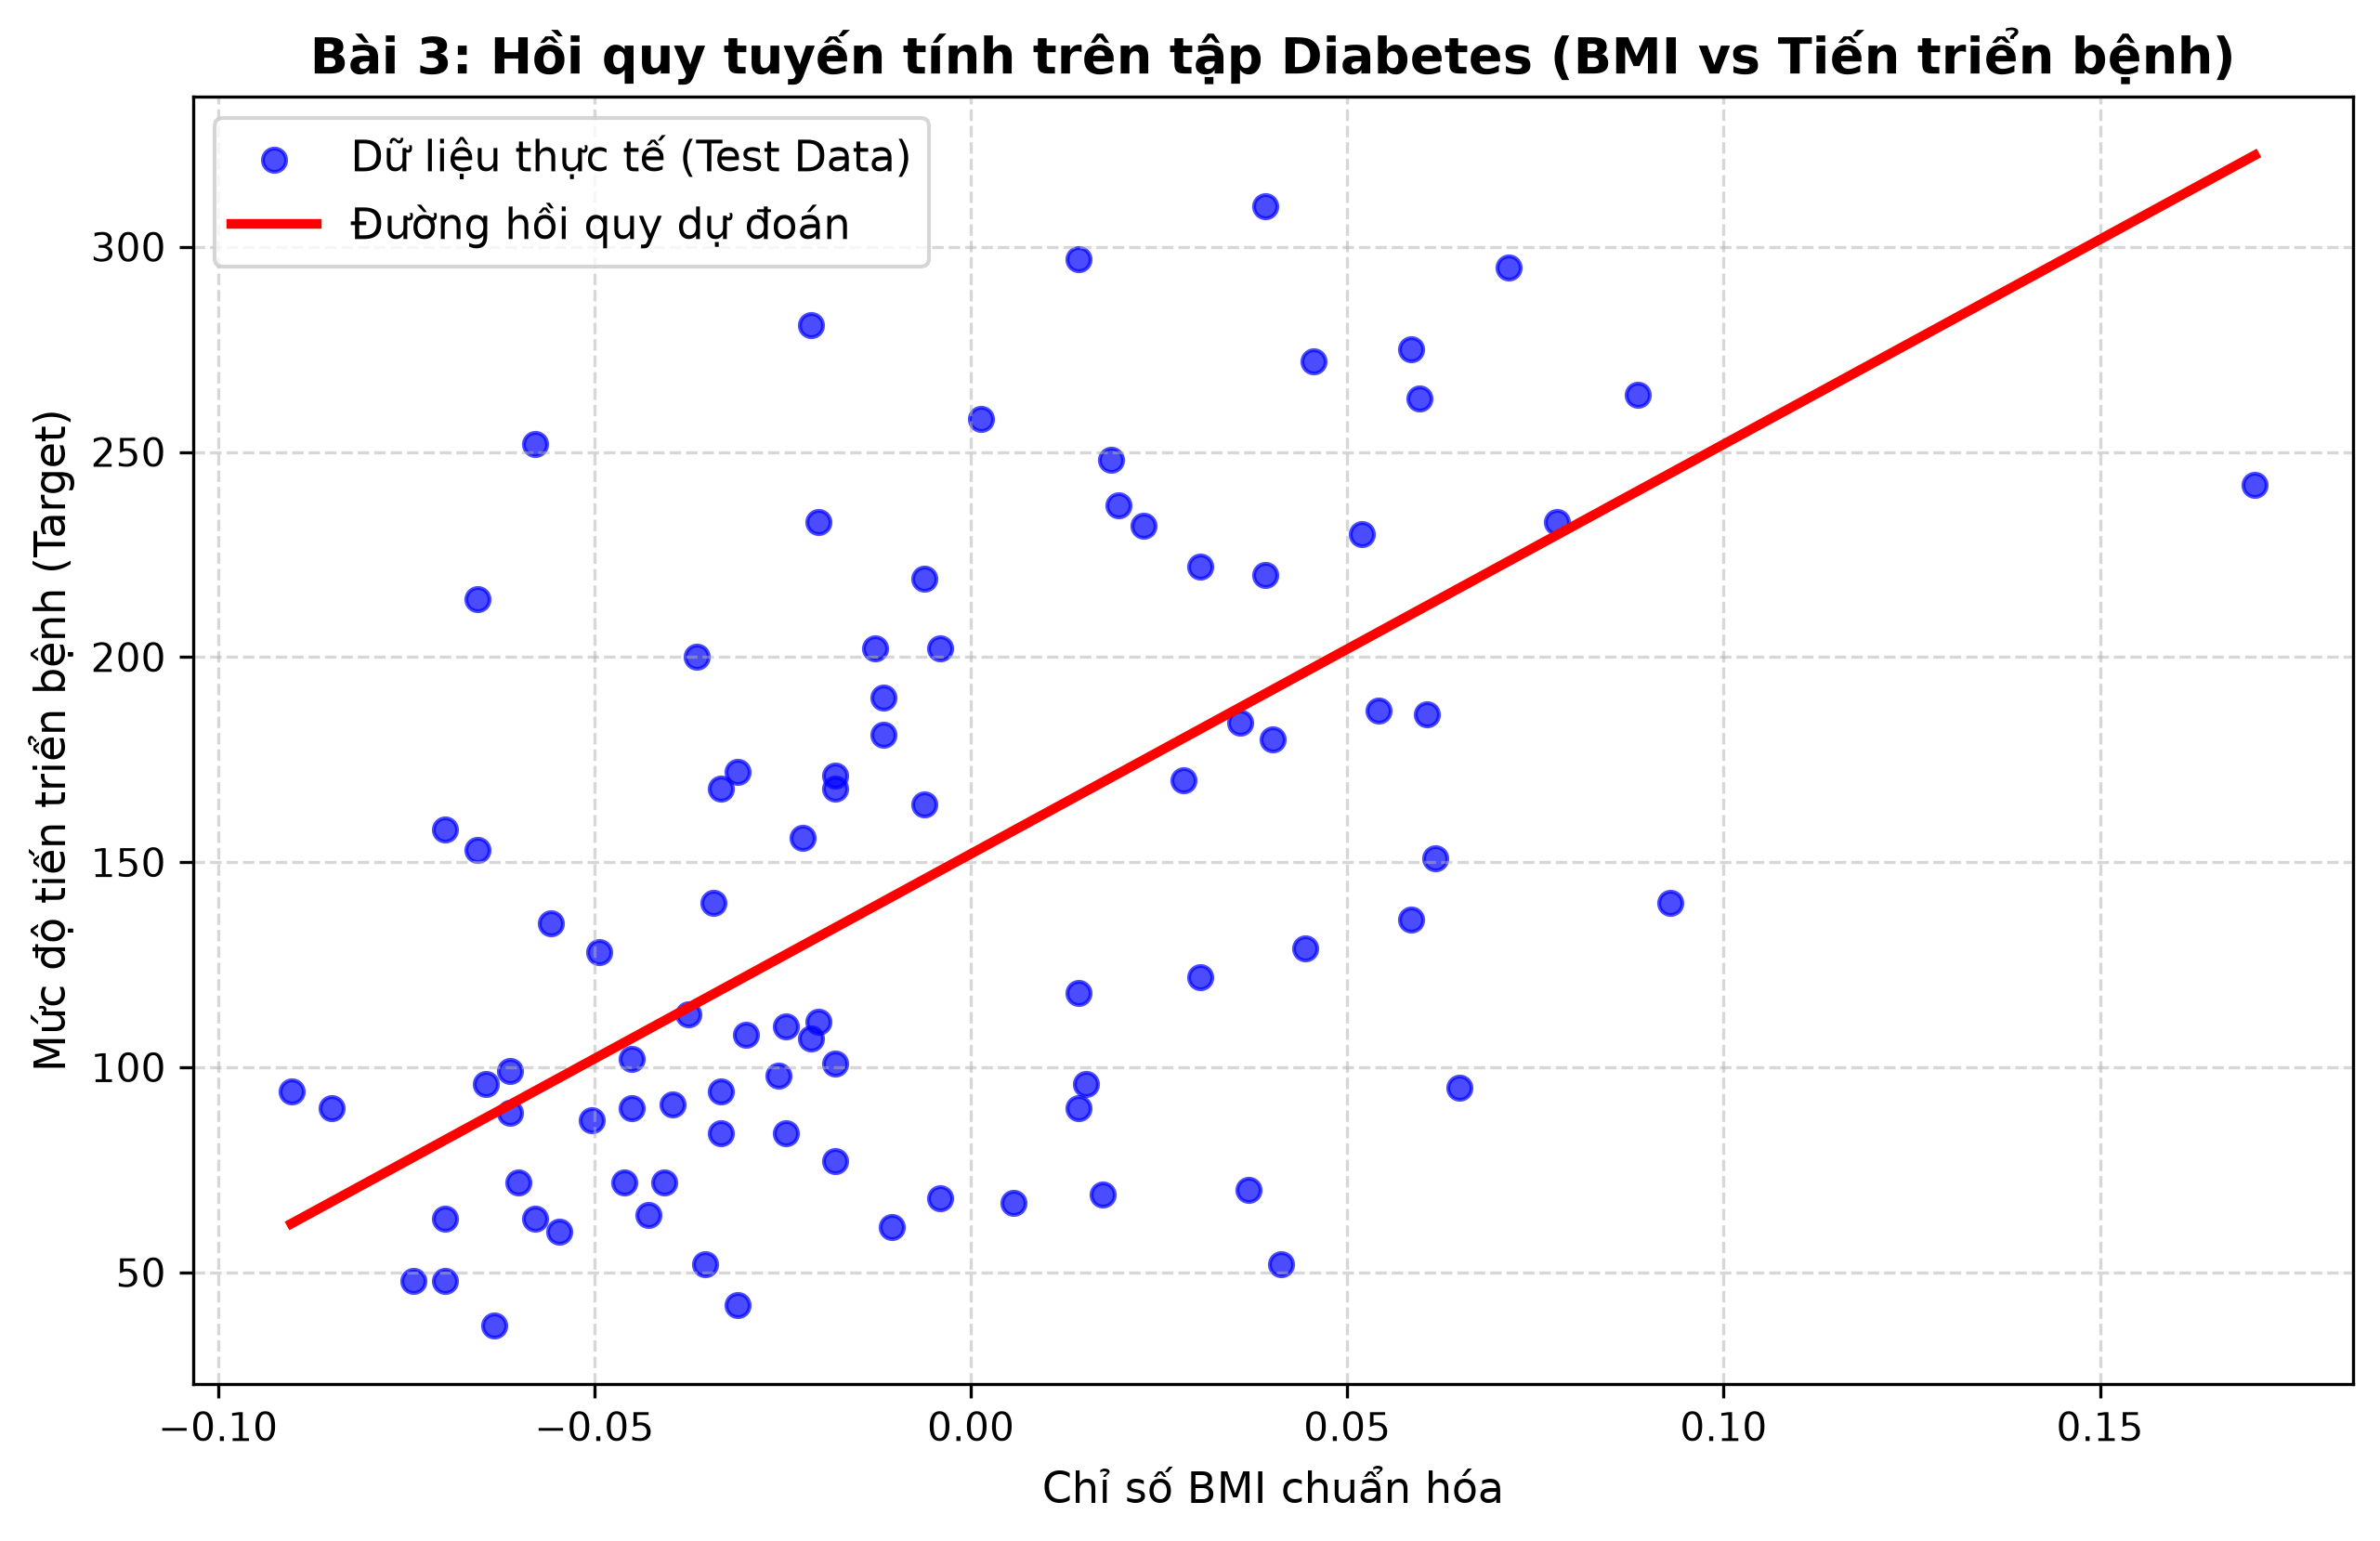 Bài 3: Hồi quy tuyến tính trên tập Diabetes (BMI vs Tiến triển bệnh)
Dữ liệu thực tế (Test Data)
Đường hồi quy dự đoán
Mức độ tiến triển bệnh (Target)
300
250
200
150
100
50
−0.10
−0.05
0.00
0.05
0.10
0.15
Chỉ số BMI chuẩn hóa